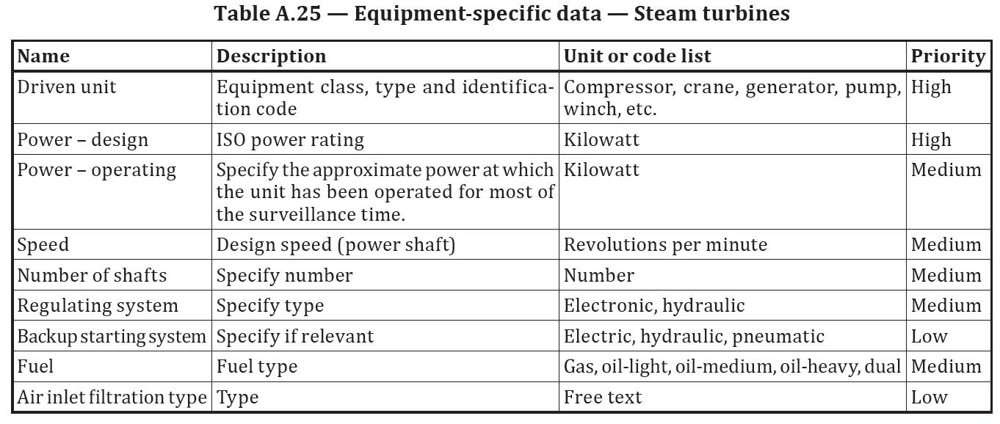 Table A.25 — Equipment-specific data — Steam turbines
Name Description Unit or code list Priority
Driven unit Equipment class, type and identifica- Compressor, crane, generator, pump, High
tion code winch, etc.
Power – design ISO power rating Kilowatt High
Power – operating Specify the approximate power at which Kilowatt Medium
the unit has been operated for most of
the surveillance time.
Speed Design speed (power shaft) Revolutions per minute Medium
Number of shafts Specify number Number Medium
Regulating system Specify type Electronic, hydraulic Medium
Backup starting system Specify if relevant Electric, hydraulic, pneumatic Low
Fuel Fuel type Gas, oil-light, oil-medium, oil-heavy, dual Medium
Air inlet filtration type Type Free text Low